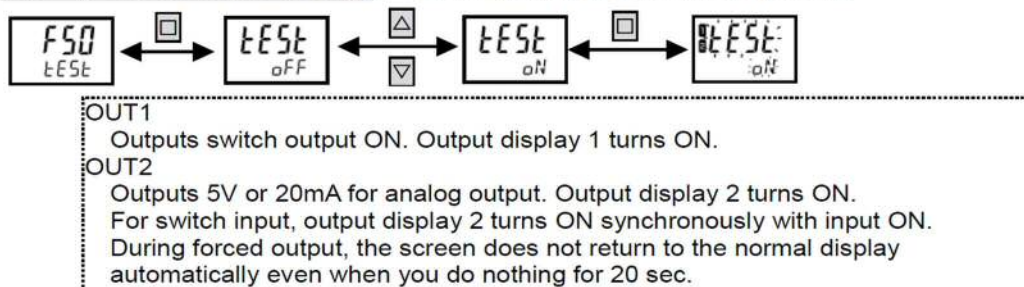 F50 tESt tESt tESt
tESt oFF oN oN
OUT1
Outputs switch output ON. Output display 1 turns ON.
OUT2
Outputs 5V or 20mA for analog output. Output display 2 turns ON.
For switch input, output display 2 turns ON synchronously with input ON.
During forced output, the screen does not return to the normal display
automatically even when you do nothing for 20 sec.